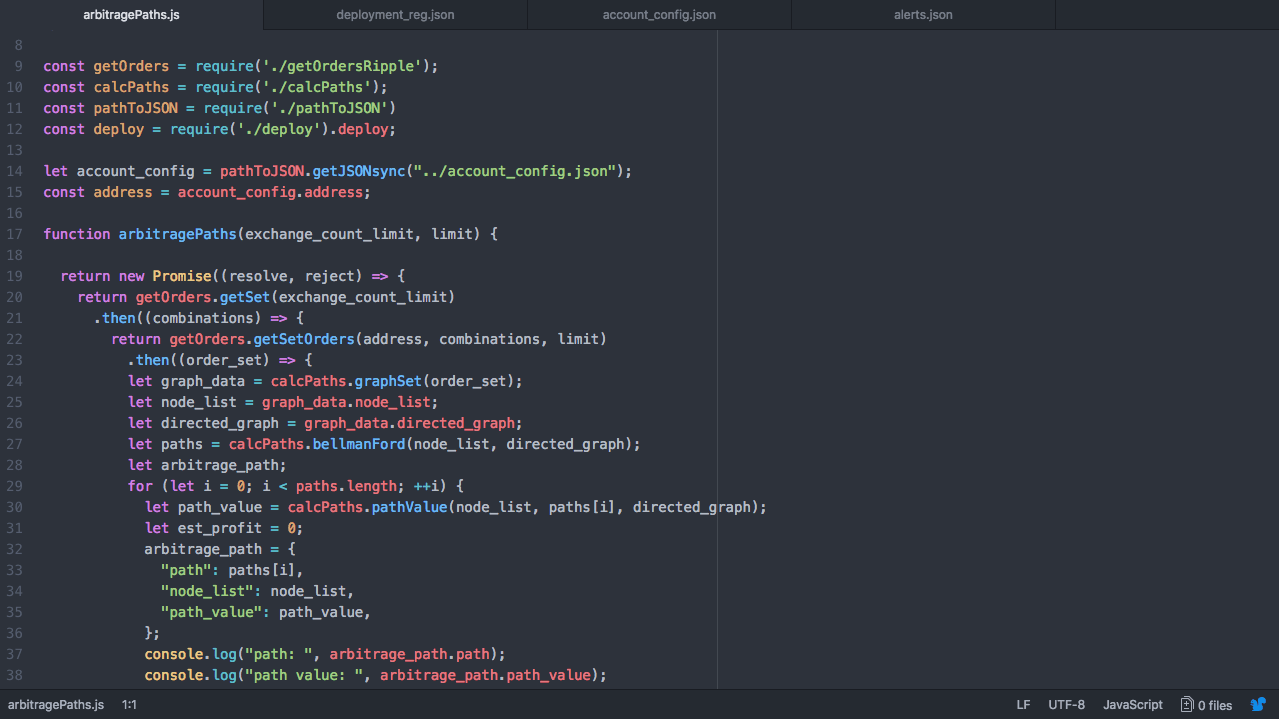 arbitragePaths.js deployment_reg.json account_config.json alerts.json
8
9 const getOrders = require('./getOrdersRipple');
10 const calcPaths = require('./calcPaths');
11 const pathToJSON = require('./pathToJSON')
12 const deploy = require('./deploy').deploy;
13
14 let account_config = pathToJSON.getJSONsync("../account_config.json");
15 const address = account_config.address;
16
17 function arbitragePaths(exchange_count_limit, limit) {
18
19   return new Promise((resolve, reject) => {
20     return getOrders.getSet(exchange_count_limit)
21       .then((combinations) => {
22         return getOrders.getSetOrders(address, combinations, limit)
23           .then((order_set) => {
24           let graph_data = calcPaths.graphSet(order_set);
25           let node_list = graph_data.node_list;
26           let directed_graph = graph_data.directed_graph;
27           let paths = calcPaths.bellmanFord(node_list, directed_graph);
28           let arbitrage_path;
29           for (let i = 0; i < paths.length; ++i) {
30             let path_value = calcPaths.pathValue(node_list, paths[i], directed_graph);
31             let est_profit = 0;
32             arbitrage_path = {
33               "path": paths[i],
34               "node_list": node_list,
35               "path_value": path_value,
36             };
37             console.log("path: ", arbitrage_path.path);
38             console.log("path value: ", arbitrage_path.path_value);
arbitragePaths.js 1:1 LF UTF-8 JavaScript 0 files